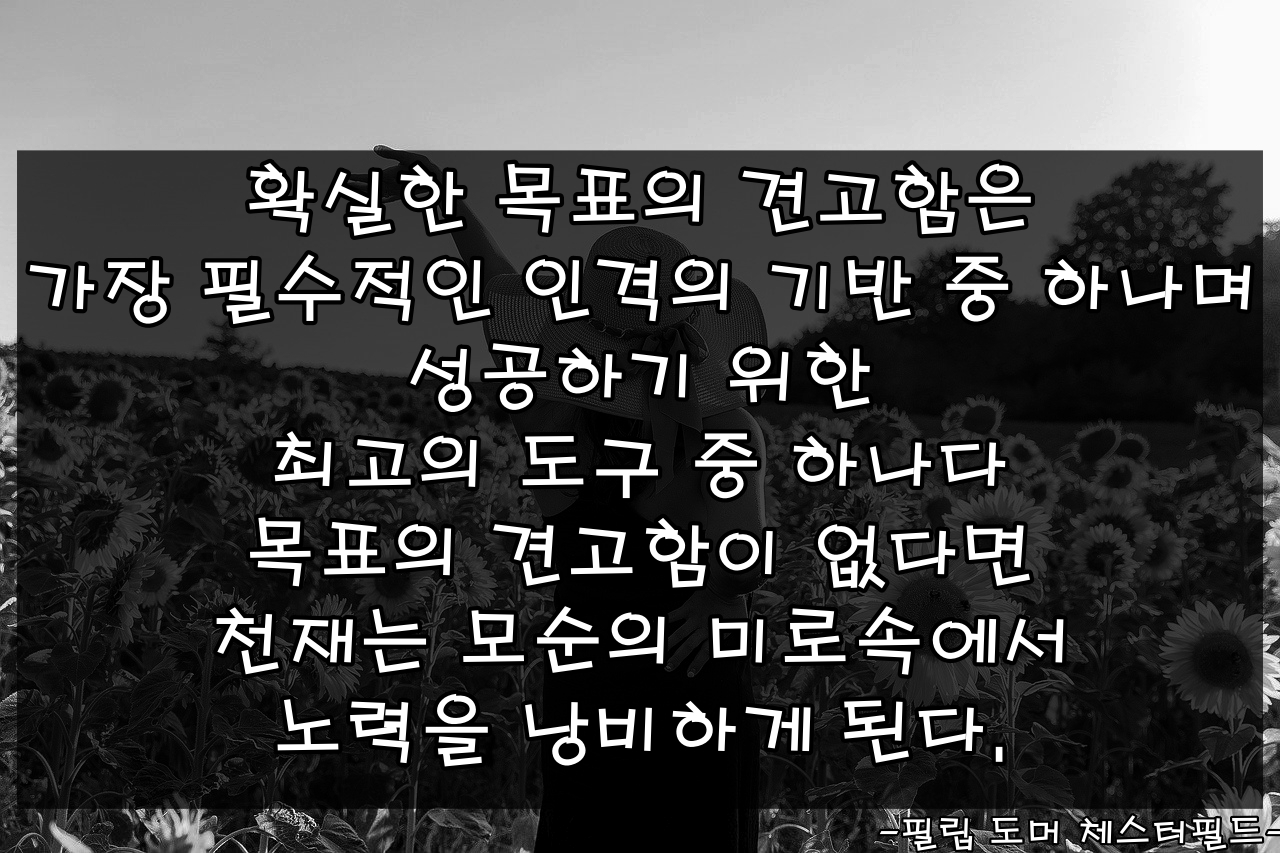 확실한 목표의 견고함은
가장 필수적인 인격의 기반 중 하나며
성공하기 위한
최고의 도구 중 하나다
목표의 견고함이 없다면
천재는 모순의 미로속에서
노력을 낭비하게 된다.
-필립 도머 체스터필드-